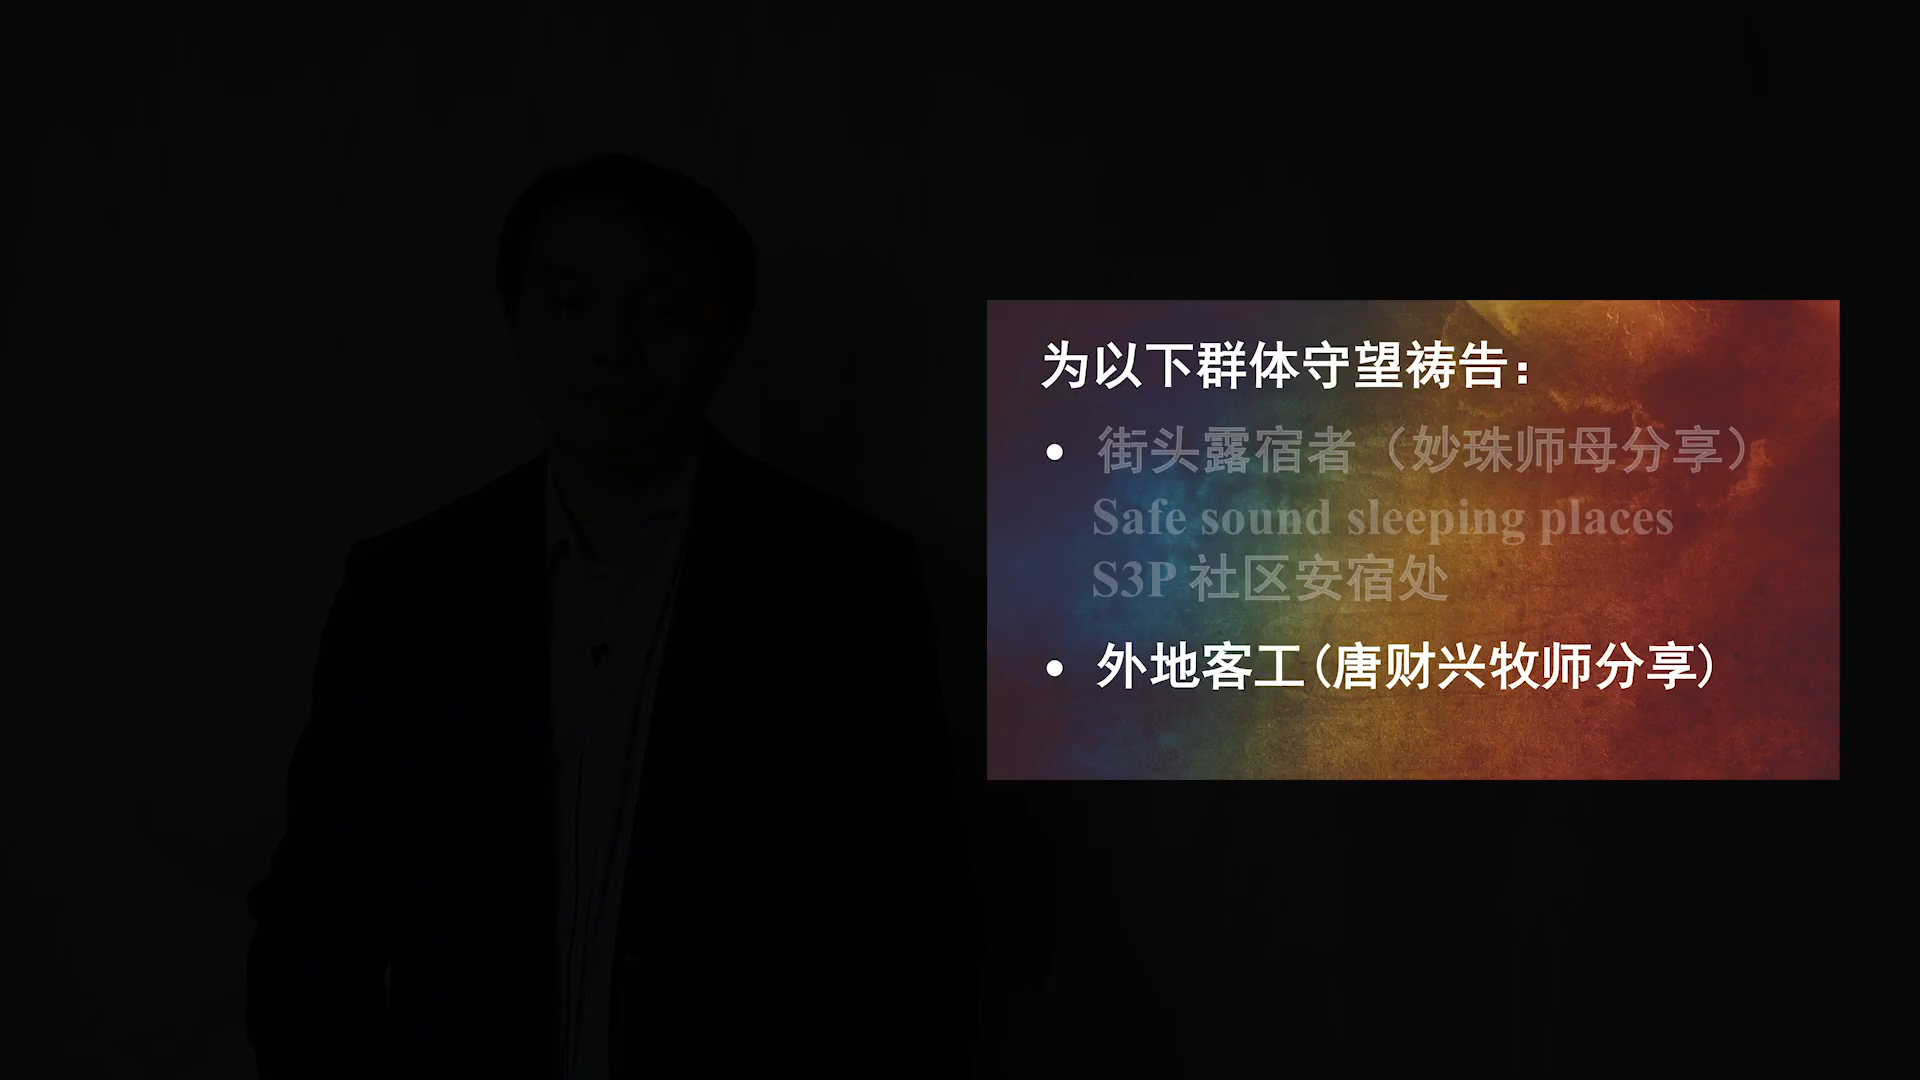 为以下群体守望祷告：
• 街头露宿者（妙珠师母分享）
Safe sound sleeping places
S3P 社区安宿处
• 外地客工(唐财兴牧师分享)